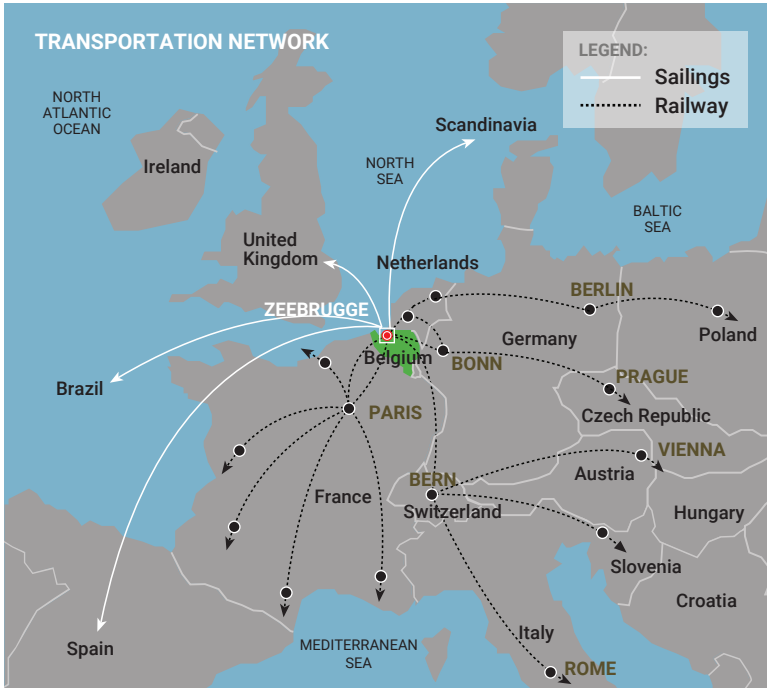 TRANSPORTATION NETWORK
LEGEND:
Sailings
Railway
NORTH
ATLANTIC
OCEAN
Scandinavia
Ireland
NORTH
SEA
BALTIC
SEA
United
Kingdom
Netherlands
ZEEBRUGGE
BERLIN
Poland
Germany
Belgium
BONN
Brazil
PRAGUE
Czech Republic
PARIS
VIENNA
BERN
Austria
France
Switzerland
Hungary
Slovenia
Croatia
Spain
MEDITERRANEAN
SEA
Italy
ROME